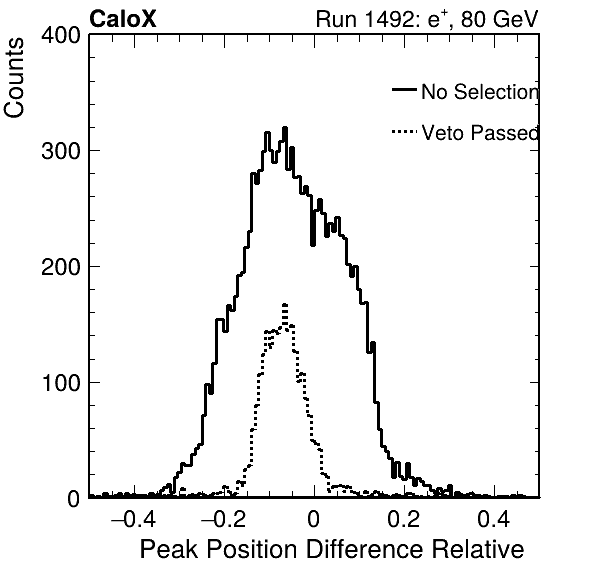 CaloX Run 1492: e⁺, 80 GeV
Counts
400
No Selection
Veto Passed
300
200
100
0
−0.4 −0.2 0 0.2 0.4
Peak Position Difference Relative